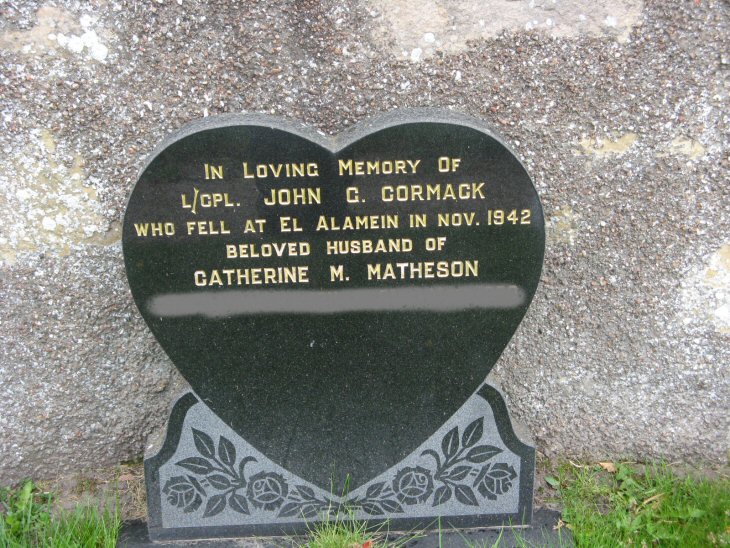 IN LOVING MEMORY OF
L/CPL. JOHN G. CORMACK
WHO FELL AT EL ALAMEIN IN NOV. 1942
BELOVED HUSBAND OF
CATHERINE M. MATHESON